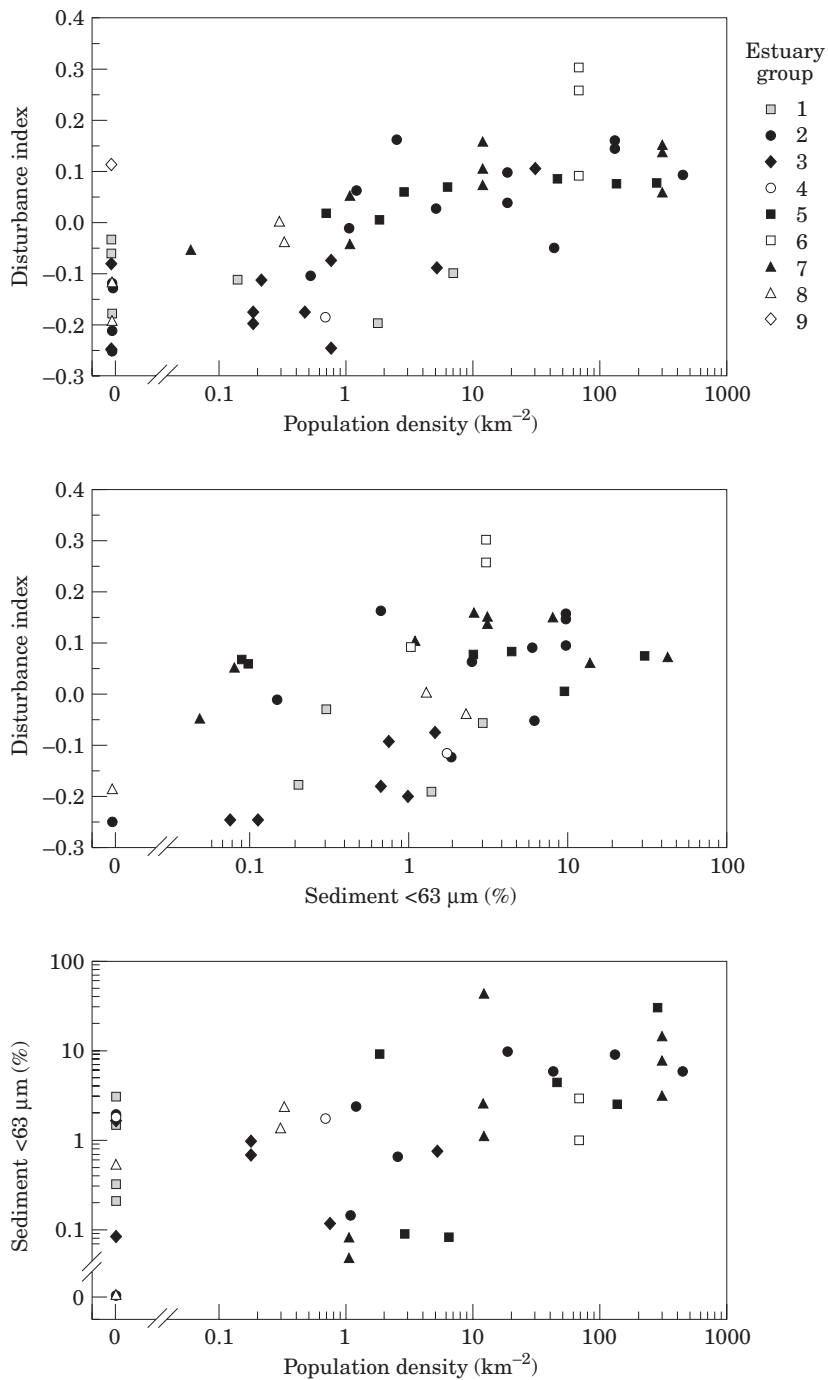 0.4
0.3
0.2
0.1
0.0
−0.1
−0.2
−0.3
Disturbance index
0 0.1 1 10 100 1000
Population density (km⁻²)
Estuary
group
1
2
3
4
5
6
7
8
9
0.4
0.3
0.2
0.1
0.0
−0.1
−0.2
−0.3
Disturbance index
0 0.1 1 10 100
Sediment <63 μm (%)
100
10
1
0.1
0
Sediment <63 μm (%)
0 0.1 1 10 100 1000
Population density (km⁻²)